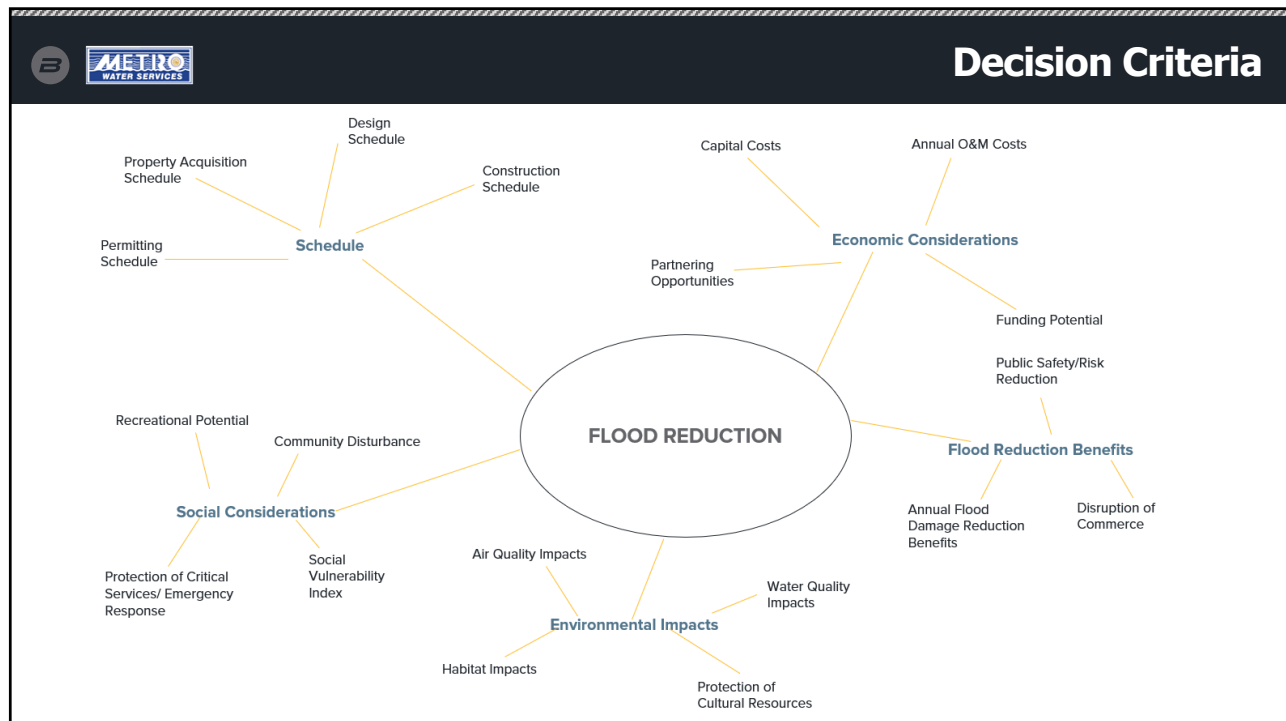 B
METRO
WATER SERVICES
Decision Criteria
Design
Schedule
Property Acquisition
Schedule
Construction
Schedule
Permitting
Schedule
Schedule
Capital Costs
Annual O&M Costs
Economic Considerations
Partnering
Opportunities
Funding Potential
FLOOD REDUCTION
Public Safety/Risk
Reduction
Flood Reduction Benefits
Annual Flood
Damage Reduction
Benefits
Disruption of
Commerce
Recreational Potential
Community Disturbance
Social Considerations
Protection of Critical
Services/ Emergency
Response
Social
Vulnerability
Index
Air Quality Impacts
Water Quality
Impacts
Environmental Impacts
Habitat Impacts
Protection of
Cultural Resources